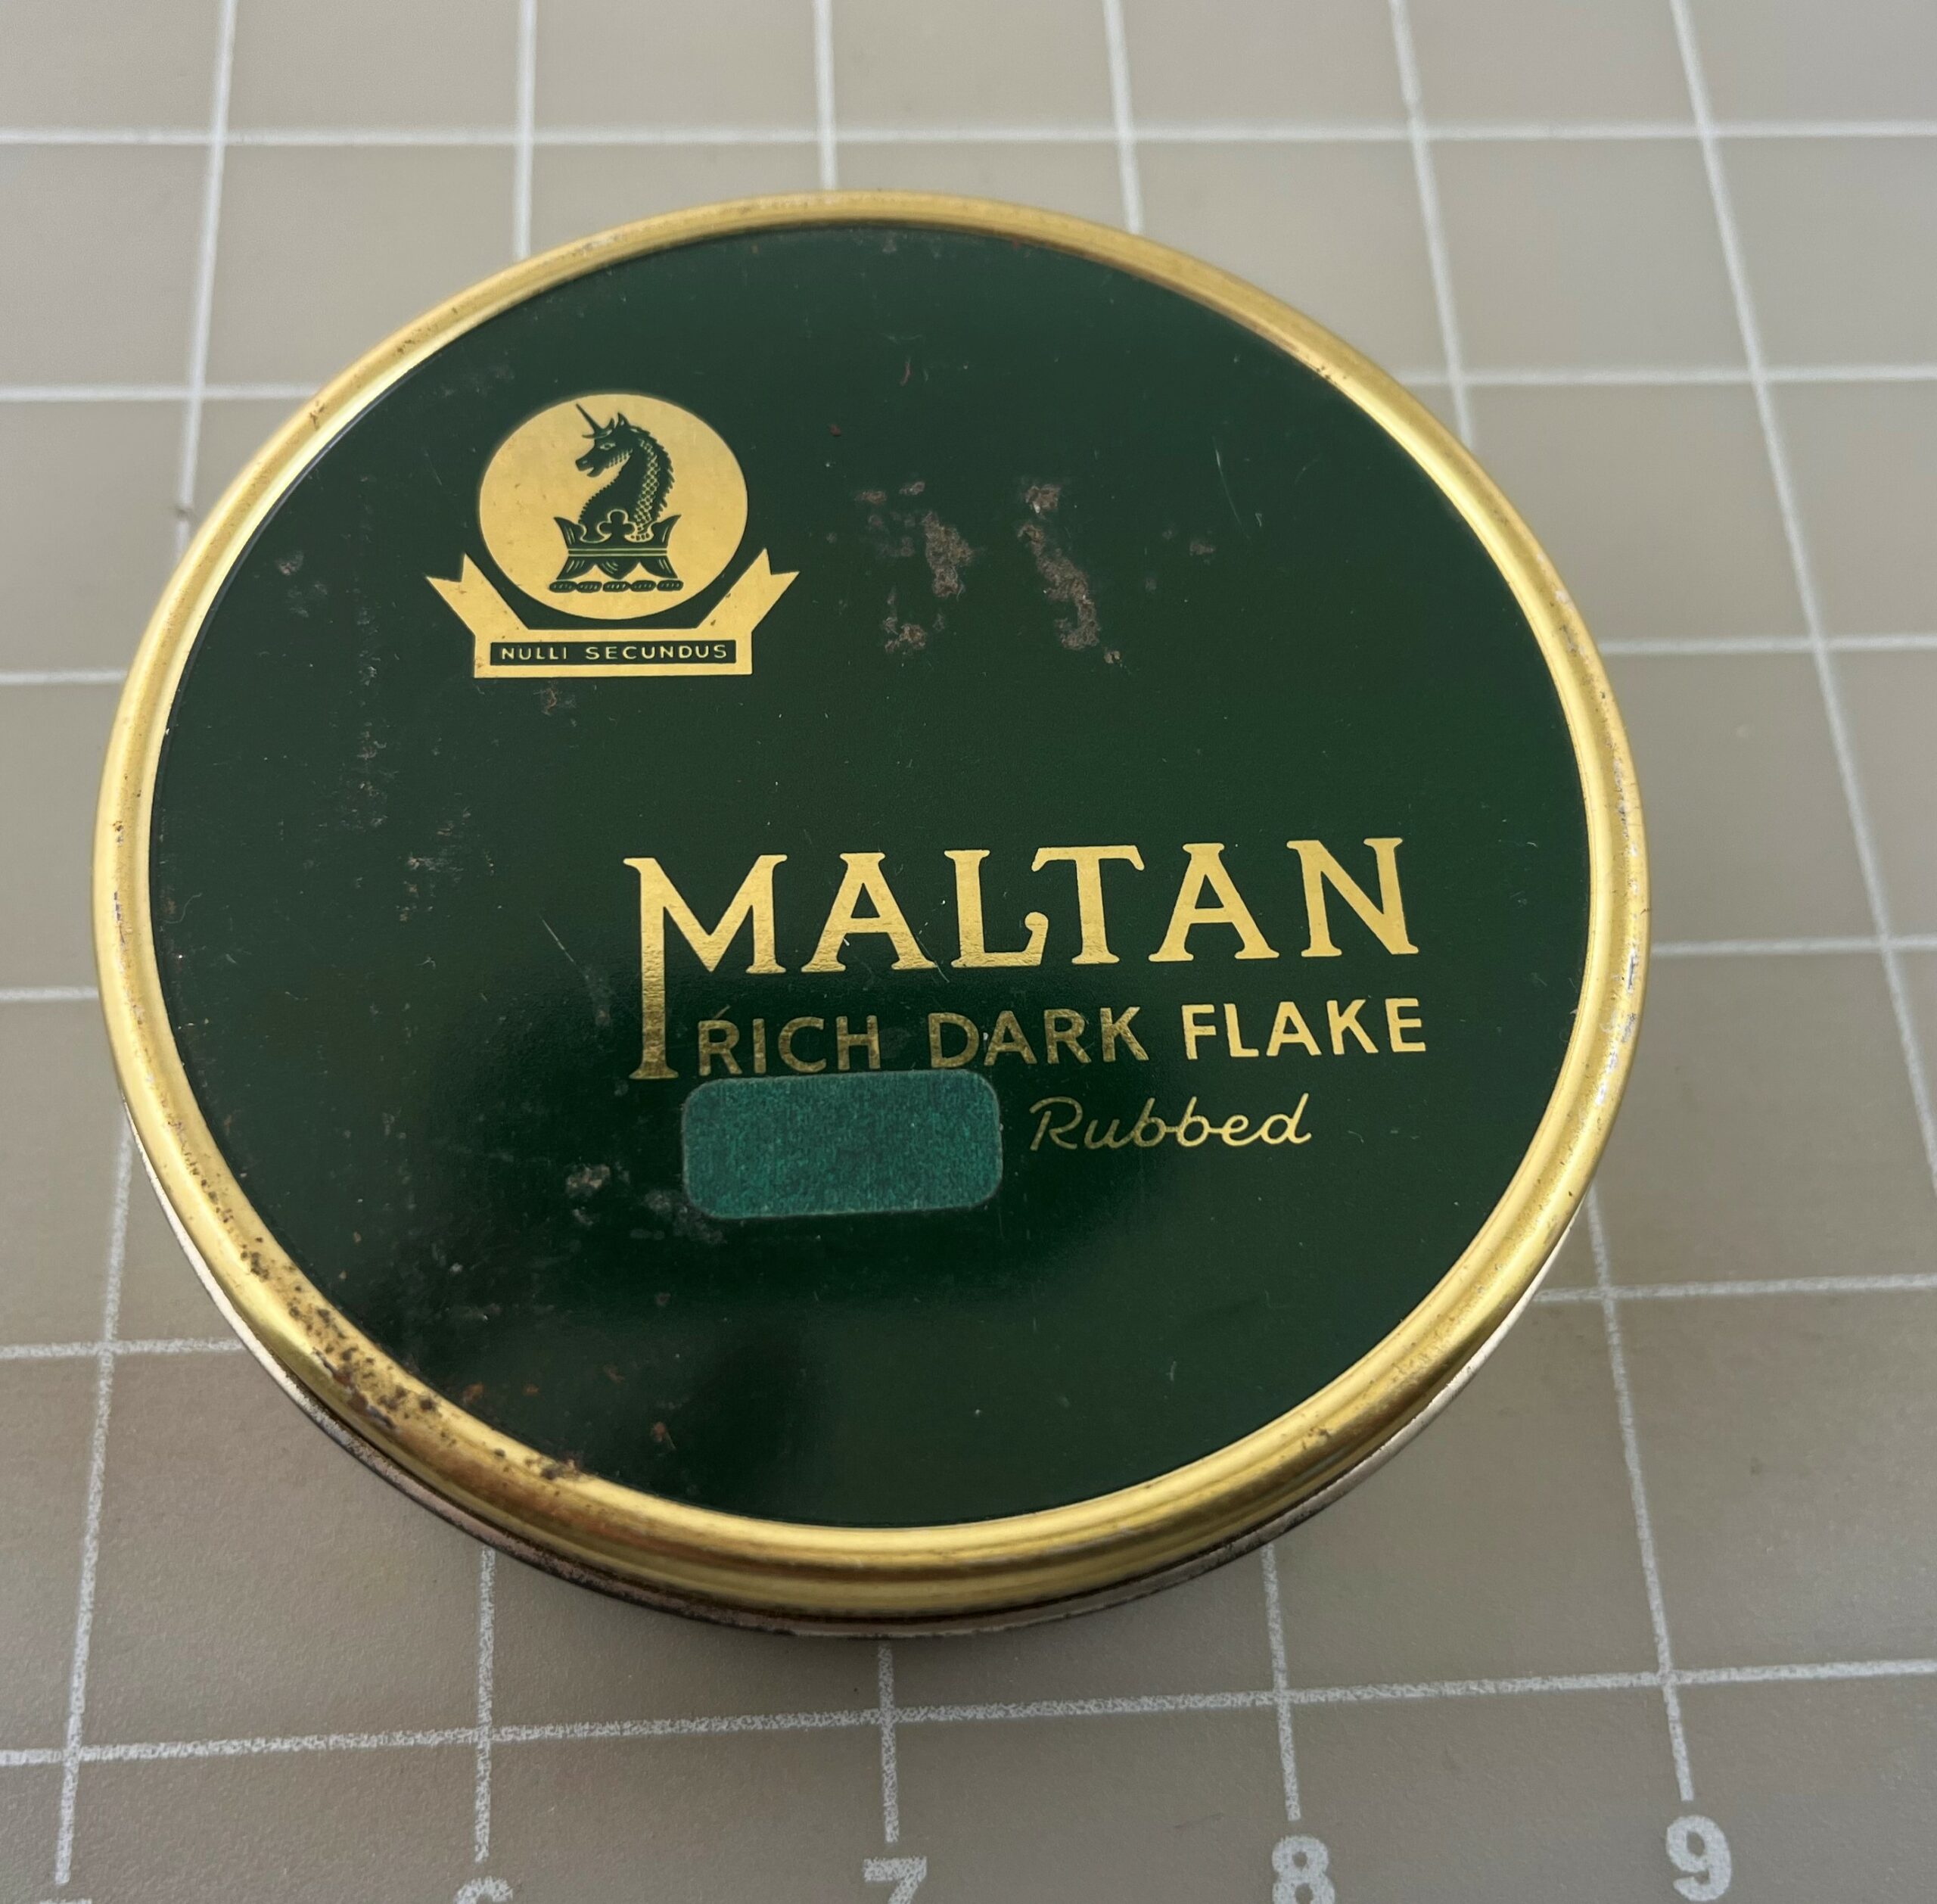 NULLI SECUNDUS
MALTAN
RICH DARK FLAKE
Rubbed
7 8 9